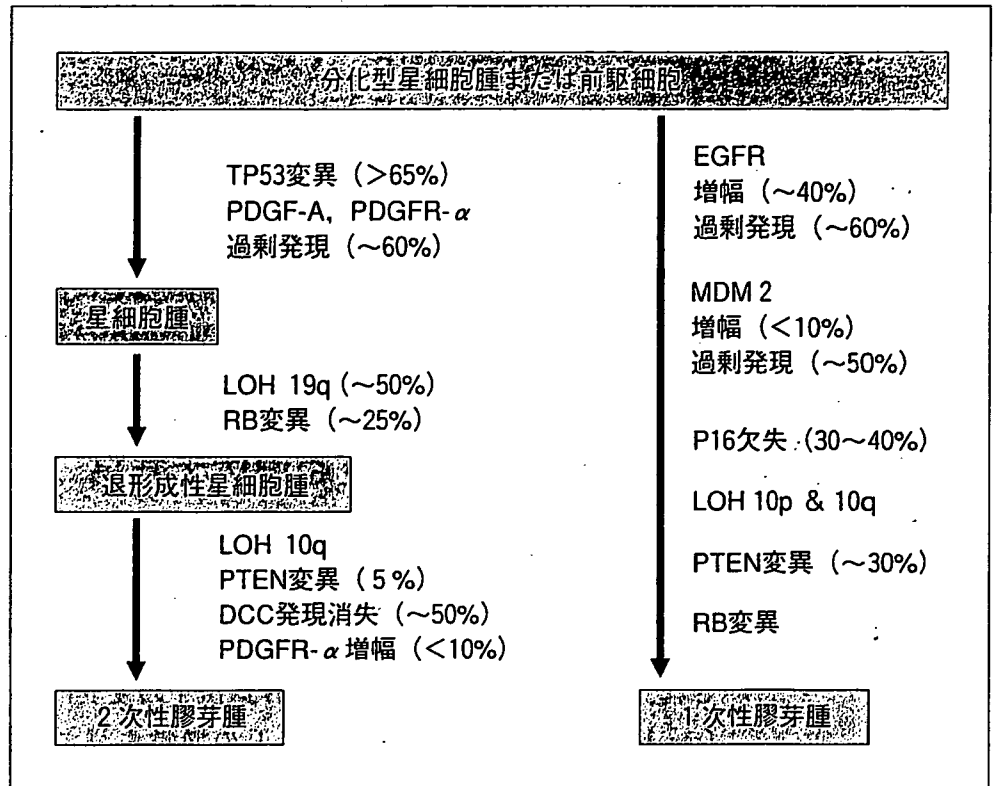 分化型星細胞腫または前駆細胞
TP53変異（>65%）
PDGF-A, PDGFR-α
過剰発現（～60%）
星細胞腫
LOH 19q（～50%）
RB変異（～25%）
退形成性星細胞腫
LOH 10q
PTEN変異（5%）
DCC発現消失（～50%）
PDGFR-α増幅（<10%）
2次性膠芽腫
EGFR
増幅（～40%）
過剰発現（～60%）
MDM 2
増幅（<10%）
過剰発現（～50%）
P16欠失（30～40%）
LOH 10p & 10q
PTEN変異（～30%）
RB変異
1次性膠芽腫